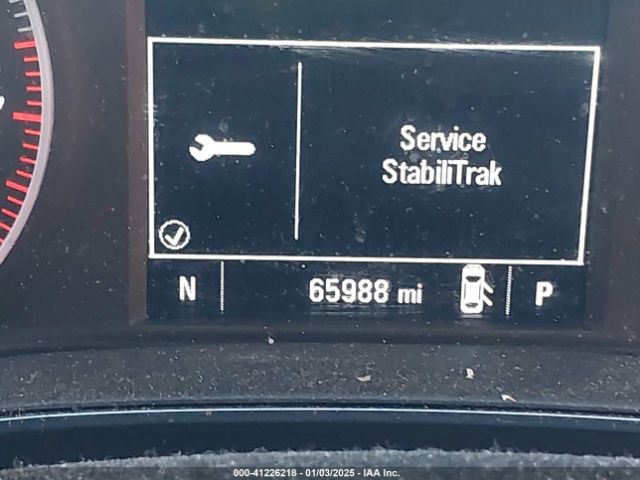 Service
StabiliTrak
N 65988 mi P
000-41226218 - 01/03/2025 - IAA Inc.